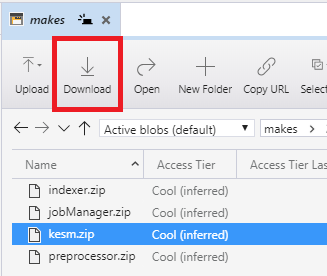 makes
Upload Download Open New Folder Copy URL Select
Active blobs (default) makes
Name Access Tier Access Tier Las
indexer.zip Cool (inferred)
jobManager.zip Cool (inferred)
kesm.zip Cool (inferred)
preprocessor.zip Cool (inferred)